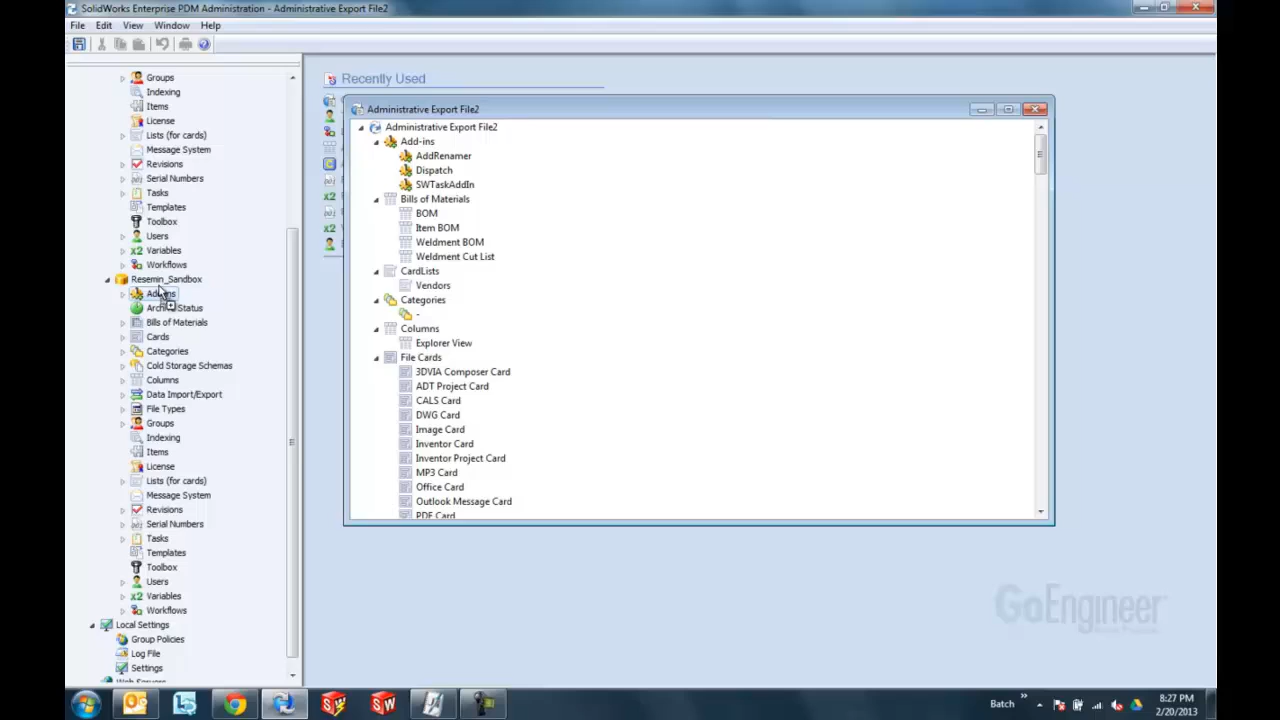 SolidWorks Enterprise PDM Administration - Administrative Export File2
File Edit View Window Help
Groups
Indexing
Items
License
Lists (for cards)
Message System
Revisions
Serial Numbers
Tasks
Templates
Toolbox
Users
Variables
Workflows
Resemin_Sandbox
Add-ins
Archive Status
Bills of Materials
Cards
Categories
Cold Storage Schemas
Columns
Data Import/Export
File Types
Groups
Indexing
Items
License
Lists (for cards)
Message System
Revisions
Serial Numbers
Tasks
Templates
Toolbox
Users
Variables
Workflows
Local Settings
Group Policies
Log File
Settings
Recently Used
Administrative Export File2
Administrative Export File2
Add-ins
AddRenamer
Dispatch
SWTaskAddIn
Bills of Materials
BOM
Item BOM
Weldment BOM
Weldment Cut List
CardLists
Vendors
Categories
-
Columns
Explorer View
File Cards
3DVIA Composer Card
ADT Project Card
CALS Card
DWG Card
Image Card
Inventor Card
Inventor Project Card
MP3 Card
Office Card
Outlook Message Card
PDF Card
GoEngineer
Batch
8:27 PM
2/20/2013